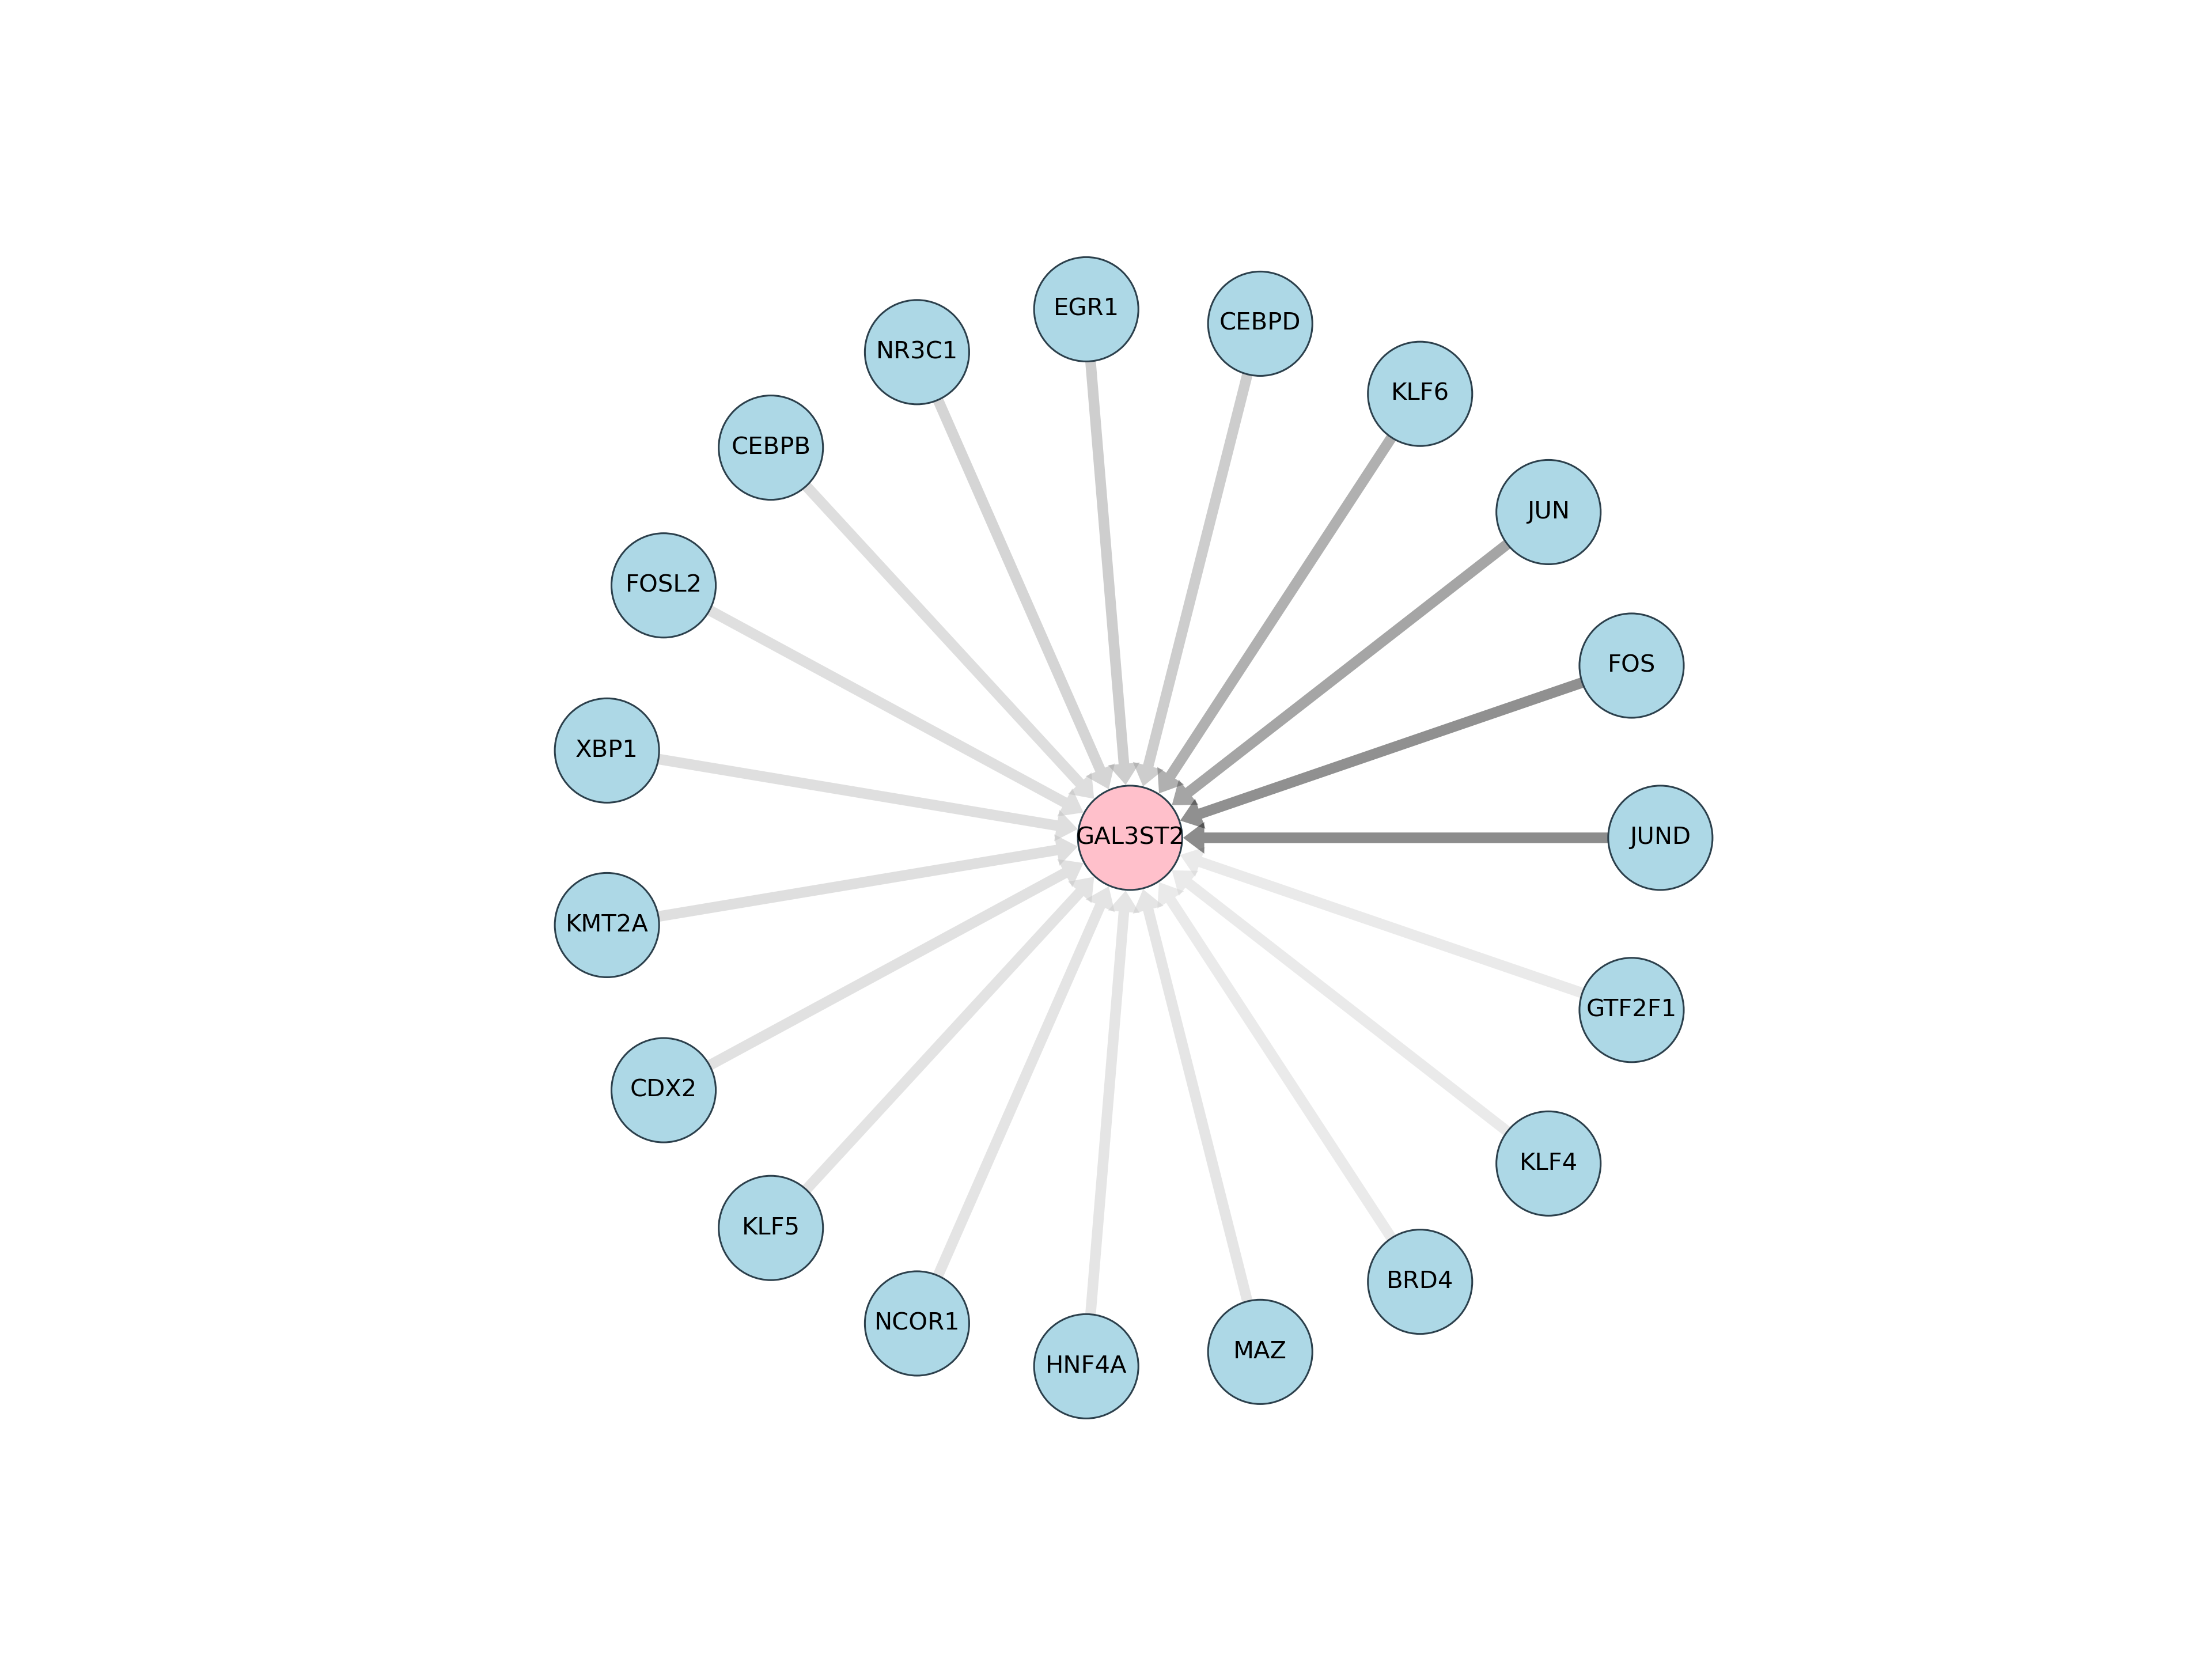 EGR1
CEBPD
NR3C1
KLF6
CEBPB
JUN
FOSL2
FOS
XBP1
GAL3ST2
JUND
KMT2A
GTF2F1
CDX2
KLF4
KLF5
BRD4
NCOR1
MAZ
HNF4A